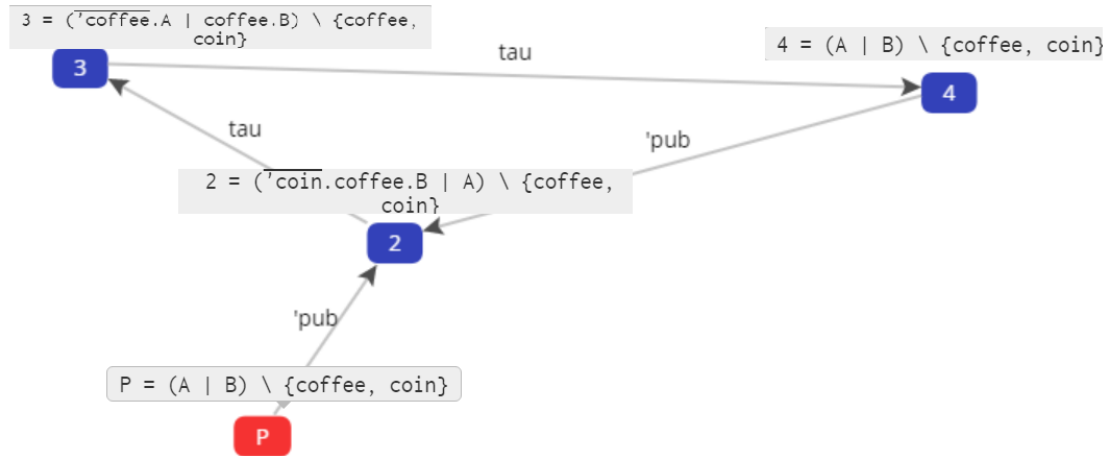 3 = ('coffee.A | coffee.B) \ {coffee,
coin}
tau
4 = (A | B) \ {coffee, coin}
3
4
tau
'pub
2 = ('coin.coffee.B | A) \ {coffee,
coin}
2
'pub
P = (A | B) \ {coffee, coin}
P